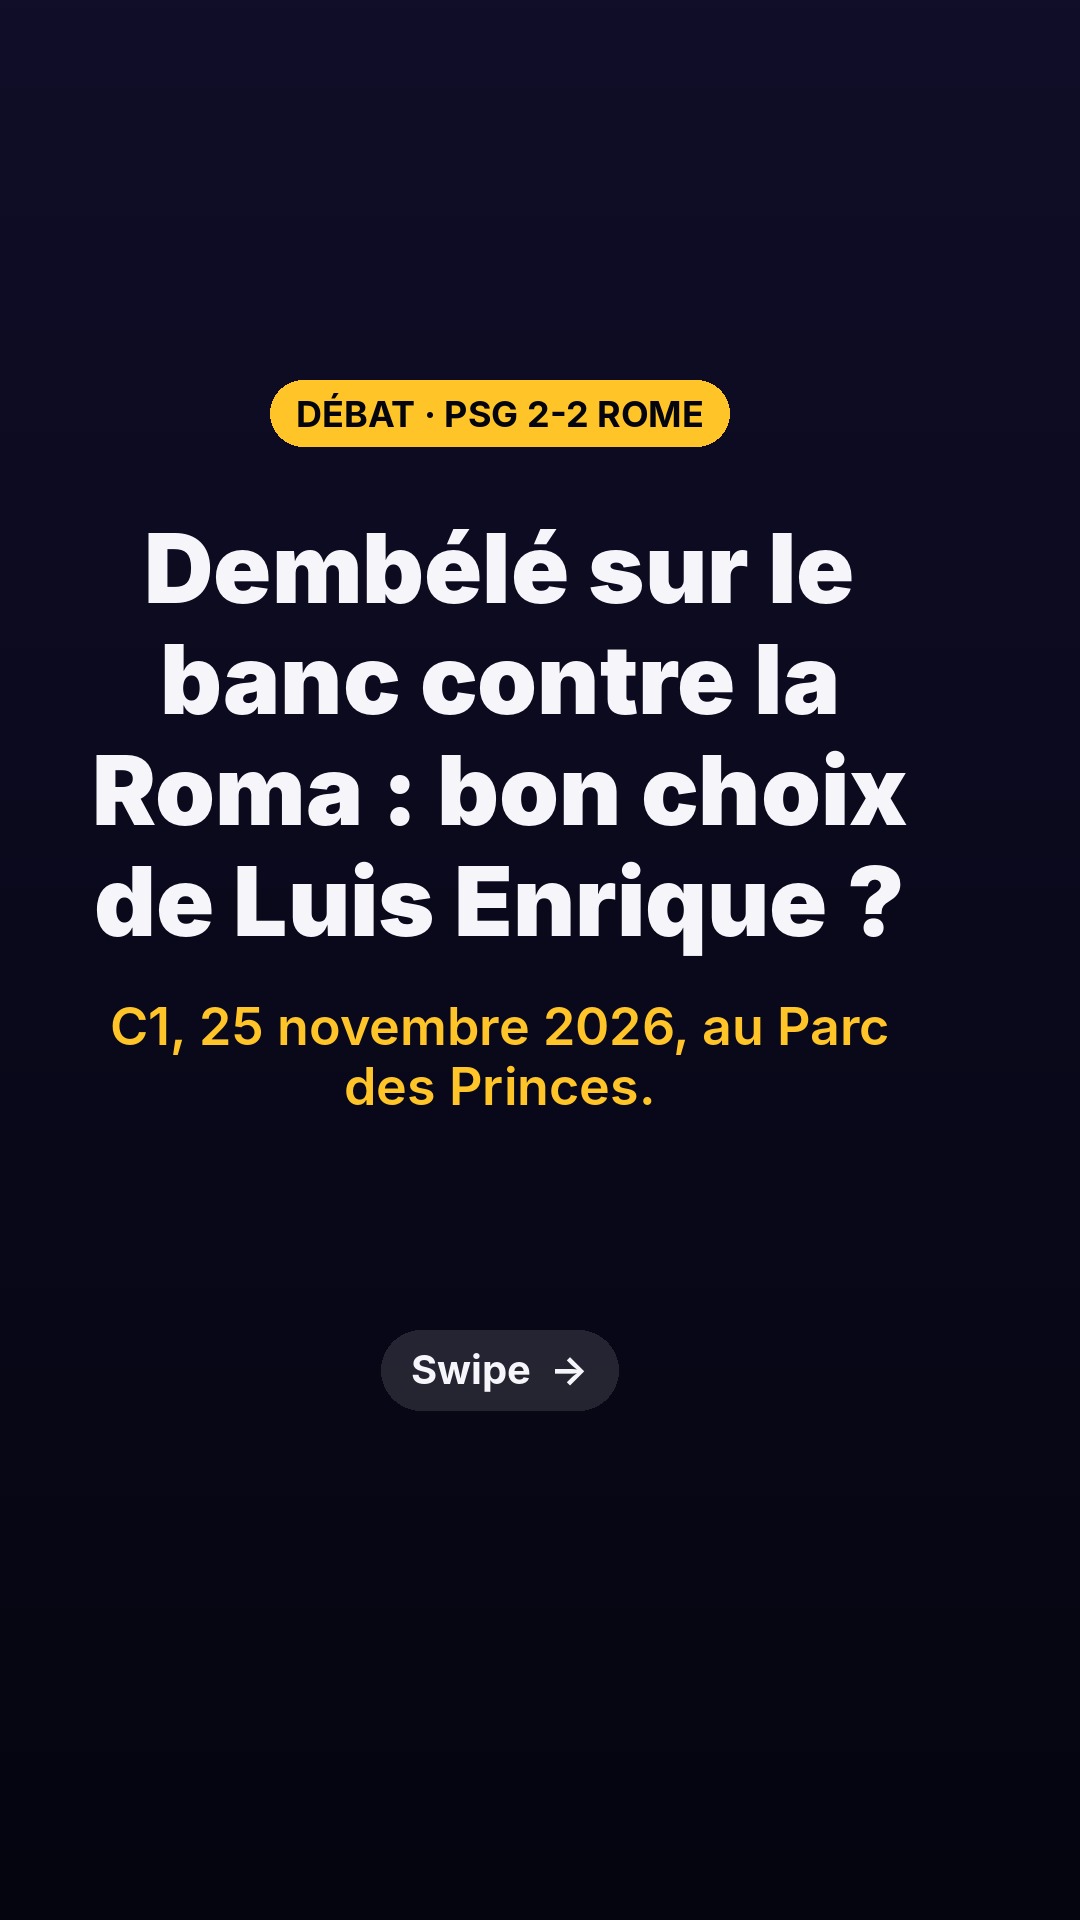 DÉBAT · PSG 2-2 ROME
Dembélé sur le
banc contre la
Roma : bon choix
de Luis Enrique ?
C1, 25 novembre 2026, au Parc
des Princes.
Swipe →